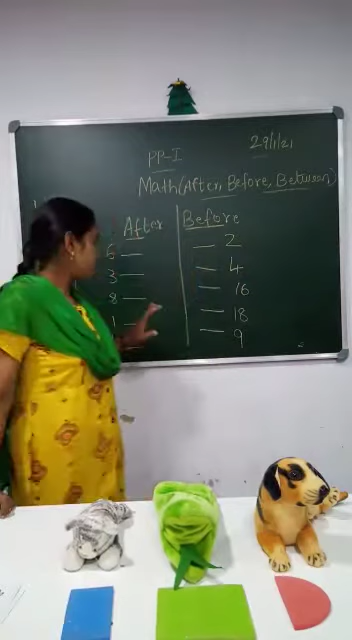 29/1/21
PP-I
Math(After, Before, Between)
After Before
6 — — 2
3 — — 4
8 — — 16
1 — — 18
— 9